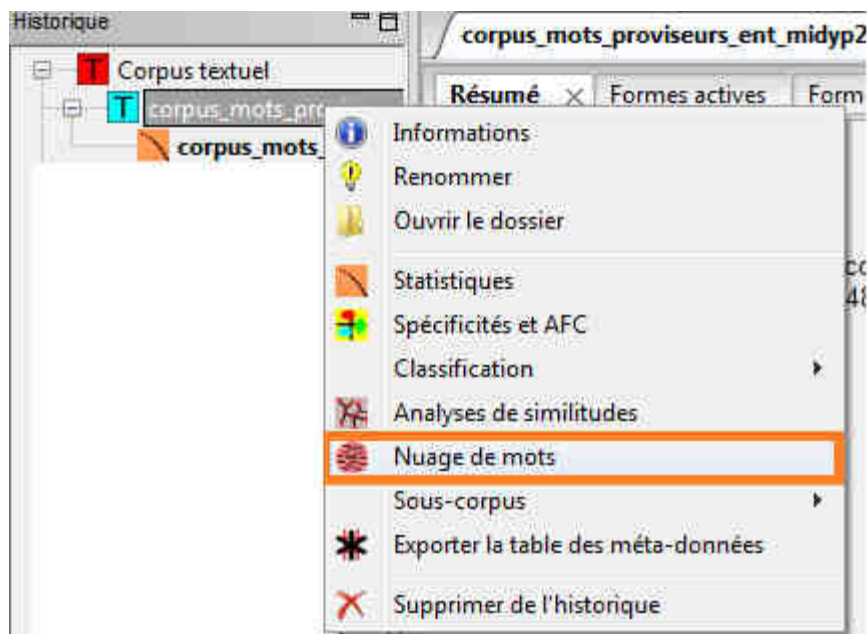 Historique
corpus_mots_proviseurs_ent_midyp2
T Corpus textuel
Résumé Formes actives Form
T corpus_mots_pro
corpus_mots_
Informations
Renommer
Ouvrir le dossier
Statistiques
Spécificités et AFC
Classification
Analyses de similitudes
Nuage de mots
Sous-corpus
Exporter la table des méta-données
Supprimer de l'historique